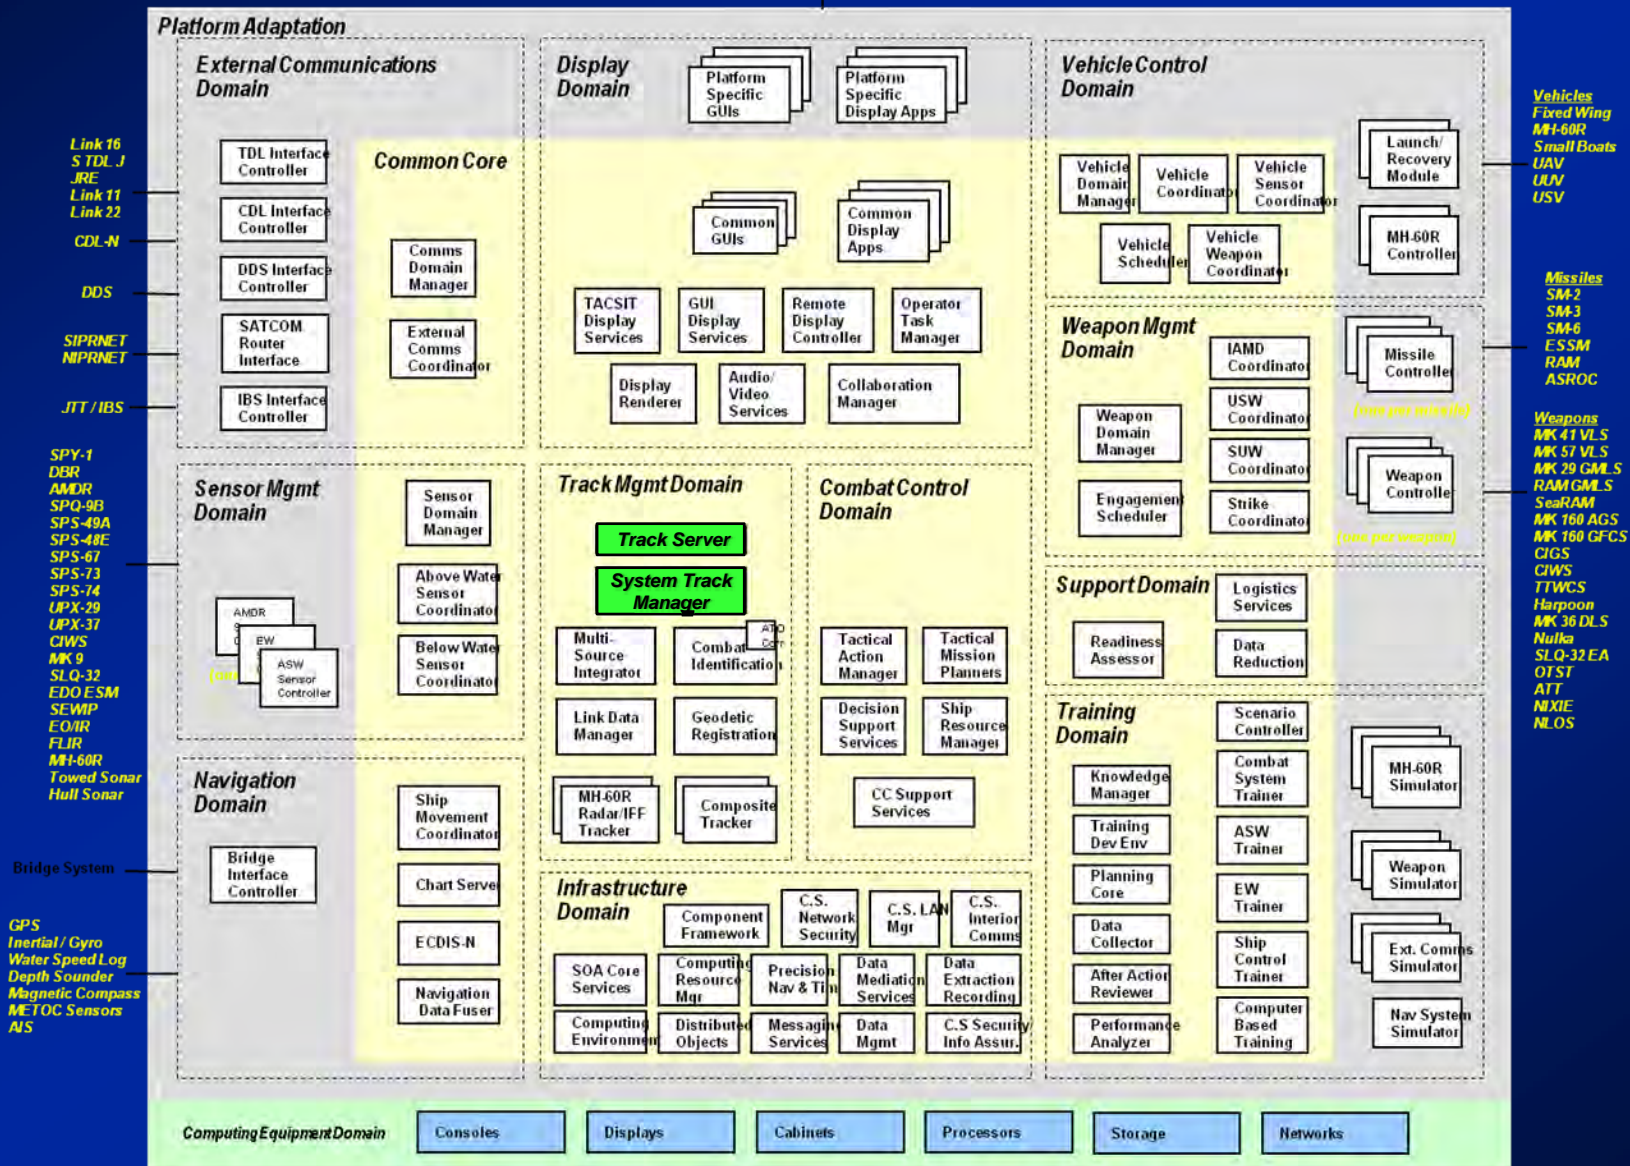 Platform Adaptation
External Communications
Domain
Link 16
S TDL J
JRE
Link 11
Link 22
CDL-N
DDS
SIPRNET
NIPRNET
JTT / IBS
TDL Interface
Controller
CDL Interface
Controller
DDS Interface
Controller
SATCOM
Router
Interface
IBS Interface
Controller
Common Core
Comms
Domain
Manager
External
Comms
Coordinator
Display
Domain
Platform
Specific
GUIs
Platform
Specific
Display Apps
Common
GUIs
Common
Display
Apps
TACSIT
Display
Services
GUI
Display
Services
Remote
Display
Controller
Operator
Task
Manager
Display
Renderer
Audio/
Video
Services
Collaboration
Manager
Vehicle Control
Domain
Vehicle
Domain
Manager
Vehicle
Coordinator
Vehicle
Sensor
Coordinator
Vehicle
Scheduler
Vehicle
Weapon
Coordinator
Launch/
Recovery
Module
MH-60R
Controller
Vehicles
Fixed Wing
MH-60R
Small Boats
UAV
UUV
USV
Weapon Mgmt
Domain
IAMD
Coordinator
USW
Coordinator
SUW
Coordinator
Strike
Coordinator
Weapon
Domain
Manager
Engagement
Scheduler
Missile
Controller
(one per missile)
Weapon
Controller
(one per weapon)
Missiles
SM-2
SM-3
SM-6
ESSM
RAM
ASROC
Weapons
MK 41 VLS
MK 57 VLS
MK 29 GMLS
RAM GMLS
SeaRAM
MK 160 AGS
MK 160 GFCS
CIGS
CIWS
TTWCS
Harpoon
MK 36 DLS
Nulka
SLQ-32 EA
OTST
ATT
NIXIE
NLOS
SPY-1
DBR
AMDR
SPQ-9B
SPS-49A
SPS-48E
SPS-67
SPS-73
SPS-74
UPX-29
UPX-37
CIWS
MK 9
SLQ-32
EDO ESM
SEWIP
EO/IR
FLIR
MH-60R
Towed Sonar
Hull Sonar
Sensor Mgmt
Domain
Sensor
Domain
Manager
Above Water
Sensor
Coordinator
Below Water
Sensor
Coordinator
AMDR
EW
ASW
Sensor
Controller
Track Mgmt Domain
Track Server
System Track
Manager
Multi-
Source
Integrator
Combat
Identification
Link Data
Manager
Geodetic
Registration
MH-60R
Radar/IFF
Tracker
Composite
Tracker
Combat Control
Domain
Tactical
Action
Manager
Tactical
Mission
Planners
Decision
Support
Services
Ship
Resource
Manager
CC Support
Services
Support Domain
Logistics
Services
Readiness
Assessor
Data
Reduction
Training
Domain
Scenario
Controller
Combat
System
Trainer
Knowledge
Manager
Training
Dev Env
ASW
Trainer
Planning
Core
EW
Trainer
Data
Collector
Ship
Control
Trainer
After Action
Reviewer
Performance
Analyzer
Computer
Based
Training
MH-60R
Simulator
Weapon
Simulator
Ext. Comms
Simulator
Nav System
Simulator
Bridge System
GPS
Inertial / Gyro
Water Speed Log
Depth Sounder
Magnetic Compass
METOC Sensors
AIS
Navigation
Domain
Bridge
Interface
Controller
Ship
Movement
Coordinator
Chart Server
ECDIS-N
Navigation
Data Fuser
Infrastructure
Domain
Component
Framework
C.S.
Network
Security
C.S. LAN
Mgr
C.S.
Interior
Comms
SOA Core
Services
Computing
Resource
Mgr
Precision
Nav & Tim
Data
Mediation
Services
Data
Extraction
Recording
Computing
Environment
Distributed
Objects
Messaging
Services
Data
Mgmt
C.S Security/
Info Assur.
Computing Equipment Domain
Consoles
Displays
Cabinets
Processors
Storage
Networks